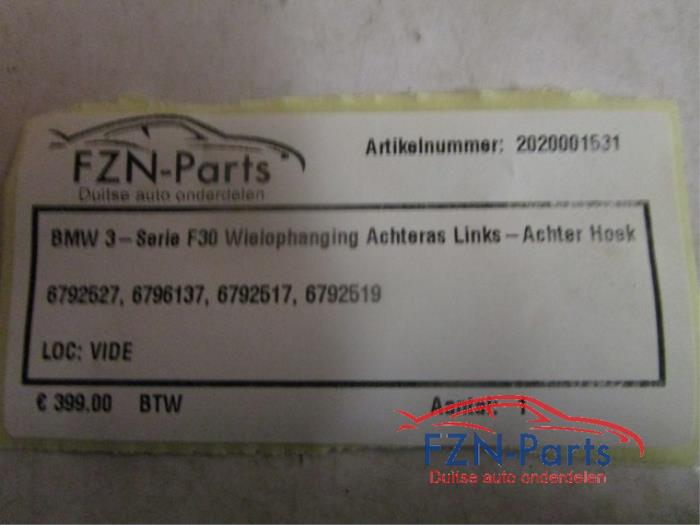 FZN-Parts
Duitse auto onderdelen
Artikelnummer: 2020001531
BMW 3-Serie F30 Wielophanging Achteras Links-Achter Hoek
6792527, 6796137, 6792517, 6792519
LOC: VIDE
€ 399.00 BTW
Aantal: 1
FZN-Parts
Duitse auto onderdelen